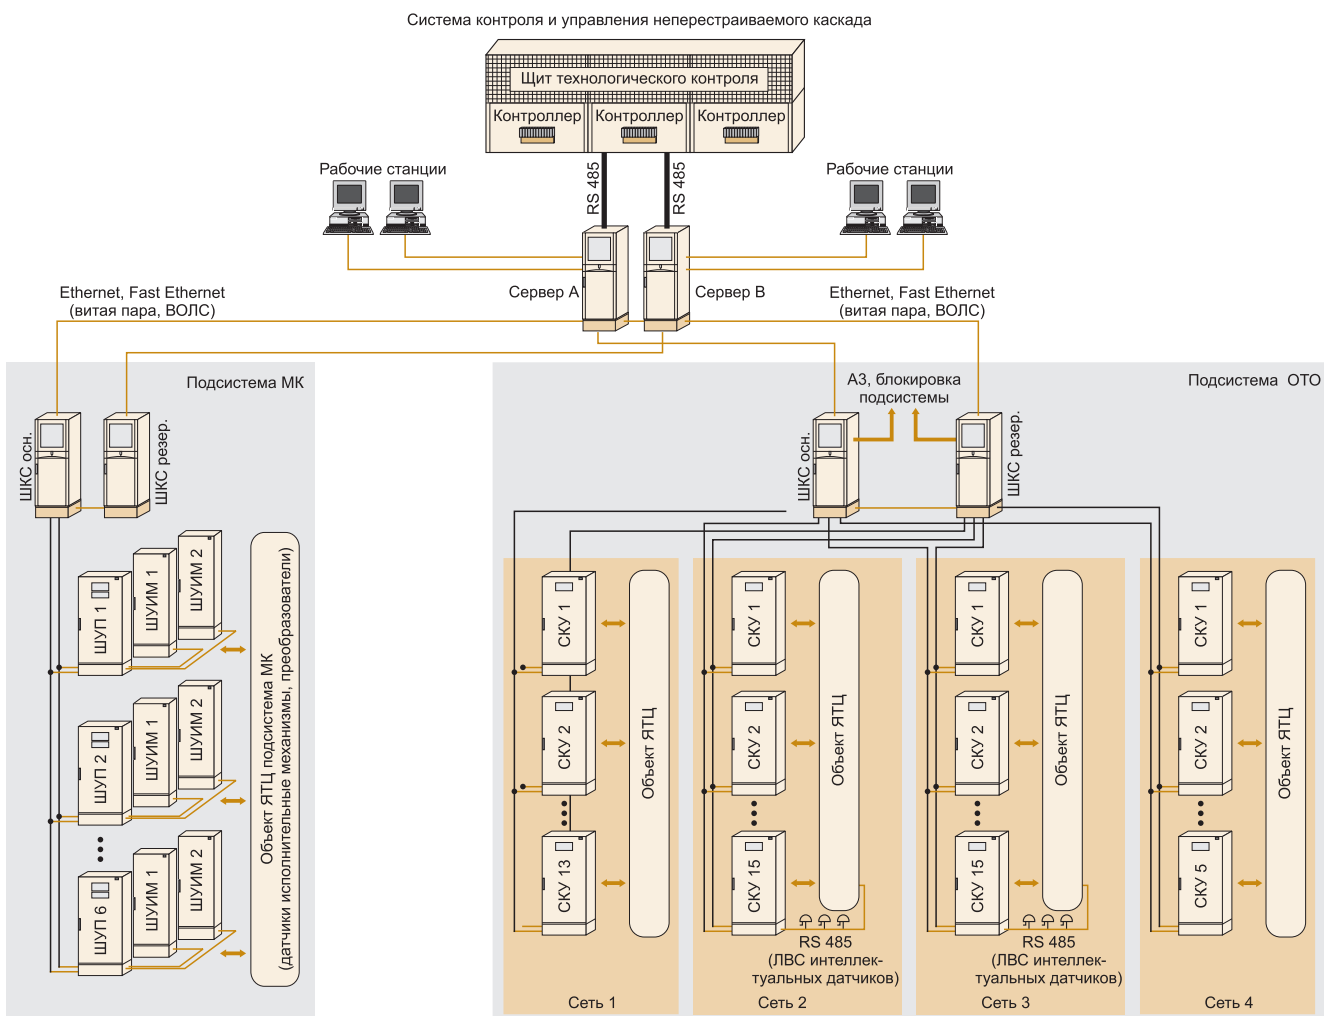 Система контроля и управления неперестраиваемого каскада
Щит технологического контроля
Контроллер
Контроллер
Контроллер
Рабочие станции
RS 485
RS 485
Рабочие станции
Сервер А
Сервер В
Ethernet, Fast Ethernet
(витая пара, ВОЛС)
Ethernet, Fast Ethernet
(витая пара, ВОЛС)
Подсистема МК
ШКС осн.
ШКС резер.
ШУП 1
ШУИМ 1
ШУИМ 2
ШУП 2
ШУИМ 1
ШУИМ 2
ШУП 6
ШУИМ 1
ШУИМ 2
Объект ЯТЦ подсистема МК
(датчики исполнительные механизмы, преобразователи)
Подсистема ОТО
АЗ, блокировка
подсистемы
ШКС осн.
ШКС резер.
СКУ 1
СКУ 2
СКУ 13
Объект ЯТЦ
Сеть 1
СКУ 1
СКУ 2
СКУ 15
Объект ЯТЦ
RS 485
(ЛВС интеллек-
туальных датчиков)
Сеть 2
СКУ 1
СКУ 2
СКУ 15
Объект ЯТЦ
RS 485
(ЛВС интеллек-
туальных датчиков)
Сеть 3
СКУ 1
СКУ 2
СКУ 5
Объект ЯТЦ
Сеть 4